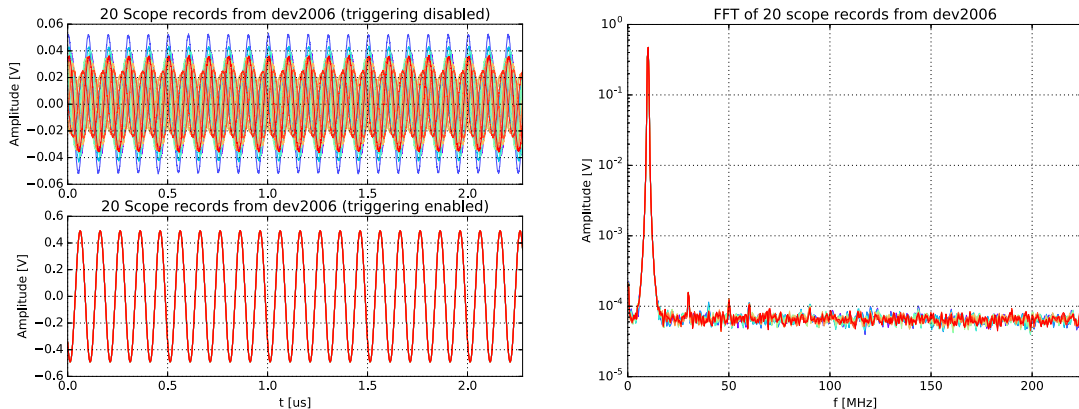 20 Scope records from dev2006 (triggering disabled)
Amplitude [V]
0.06
0.04
0.02
0.00
−0.02
−0.04
−0.06
0.0 0.5 1.0 1.5 2.0
20 Scope records from dev2006 (triggering enabled)
Amplitude [V]
0.6
0.4
0.2
0.0
−0.2
−0.4
−0.6
0.0 0.5 1.0 1.5 2.0
t [us]
FFT of 20 scope records from dev2006
Amplitude [V]
10^0
10^-1
10^-2
10^-3
10^-4
10^-5
0 50 100 150 200
f [MHz]